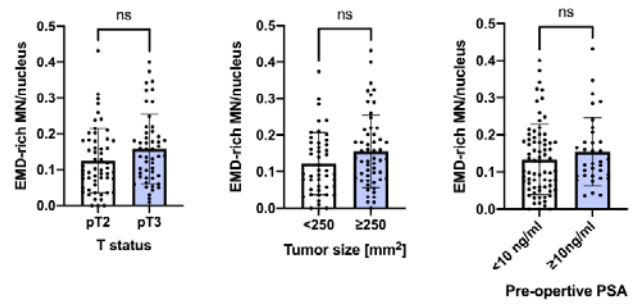 ns
EMD-rich MN/nucleus
0.5
0.4
0.3
0.2
0.1
0.0
pT2 pT3
T status
ns
EMD-rich MN/nucleus
0.5
0.4
0.3
0.2
0.1
0.0
<250 ≥250
Tumor size [mm²]
ns
EMD-rich MN/nucleus
0.5
0.4
0.3
0.2
0.1
0.0
<10 ng/ml ≥10ng/ml
Pre-opertive PSA